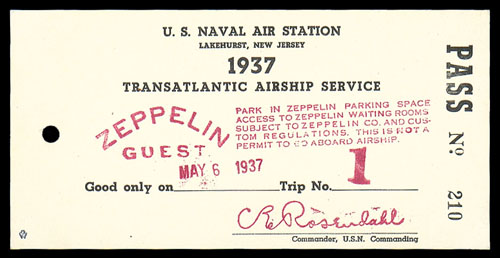 U. S. NAVAL AIR STATION
LAKEHURST, NEW JERSEY
1937
TRANSATLANTIC AIRSHIP SERVICE
ZEPPELIN
GUEST
PARK IN ZEPPELIN PARKING SPACE
ACCESS TO ZEPPELIN WAITING ROOMS
SUBJECT TO ZEPPELIN CO. AND CUS-
TOM REGULATIONS. THIS IS NOT A
PERMIT TO GO ABOARD AIRSHIP.
MAY 6 1937
Good only on Trip No. 1
C.E. Rosendahl
Commander, U.S.N. Commanding
PASS No. 210